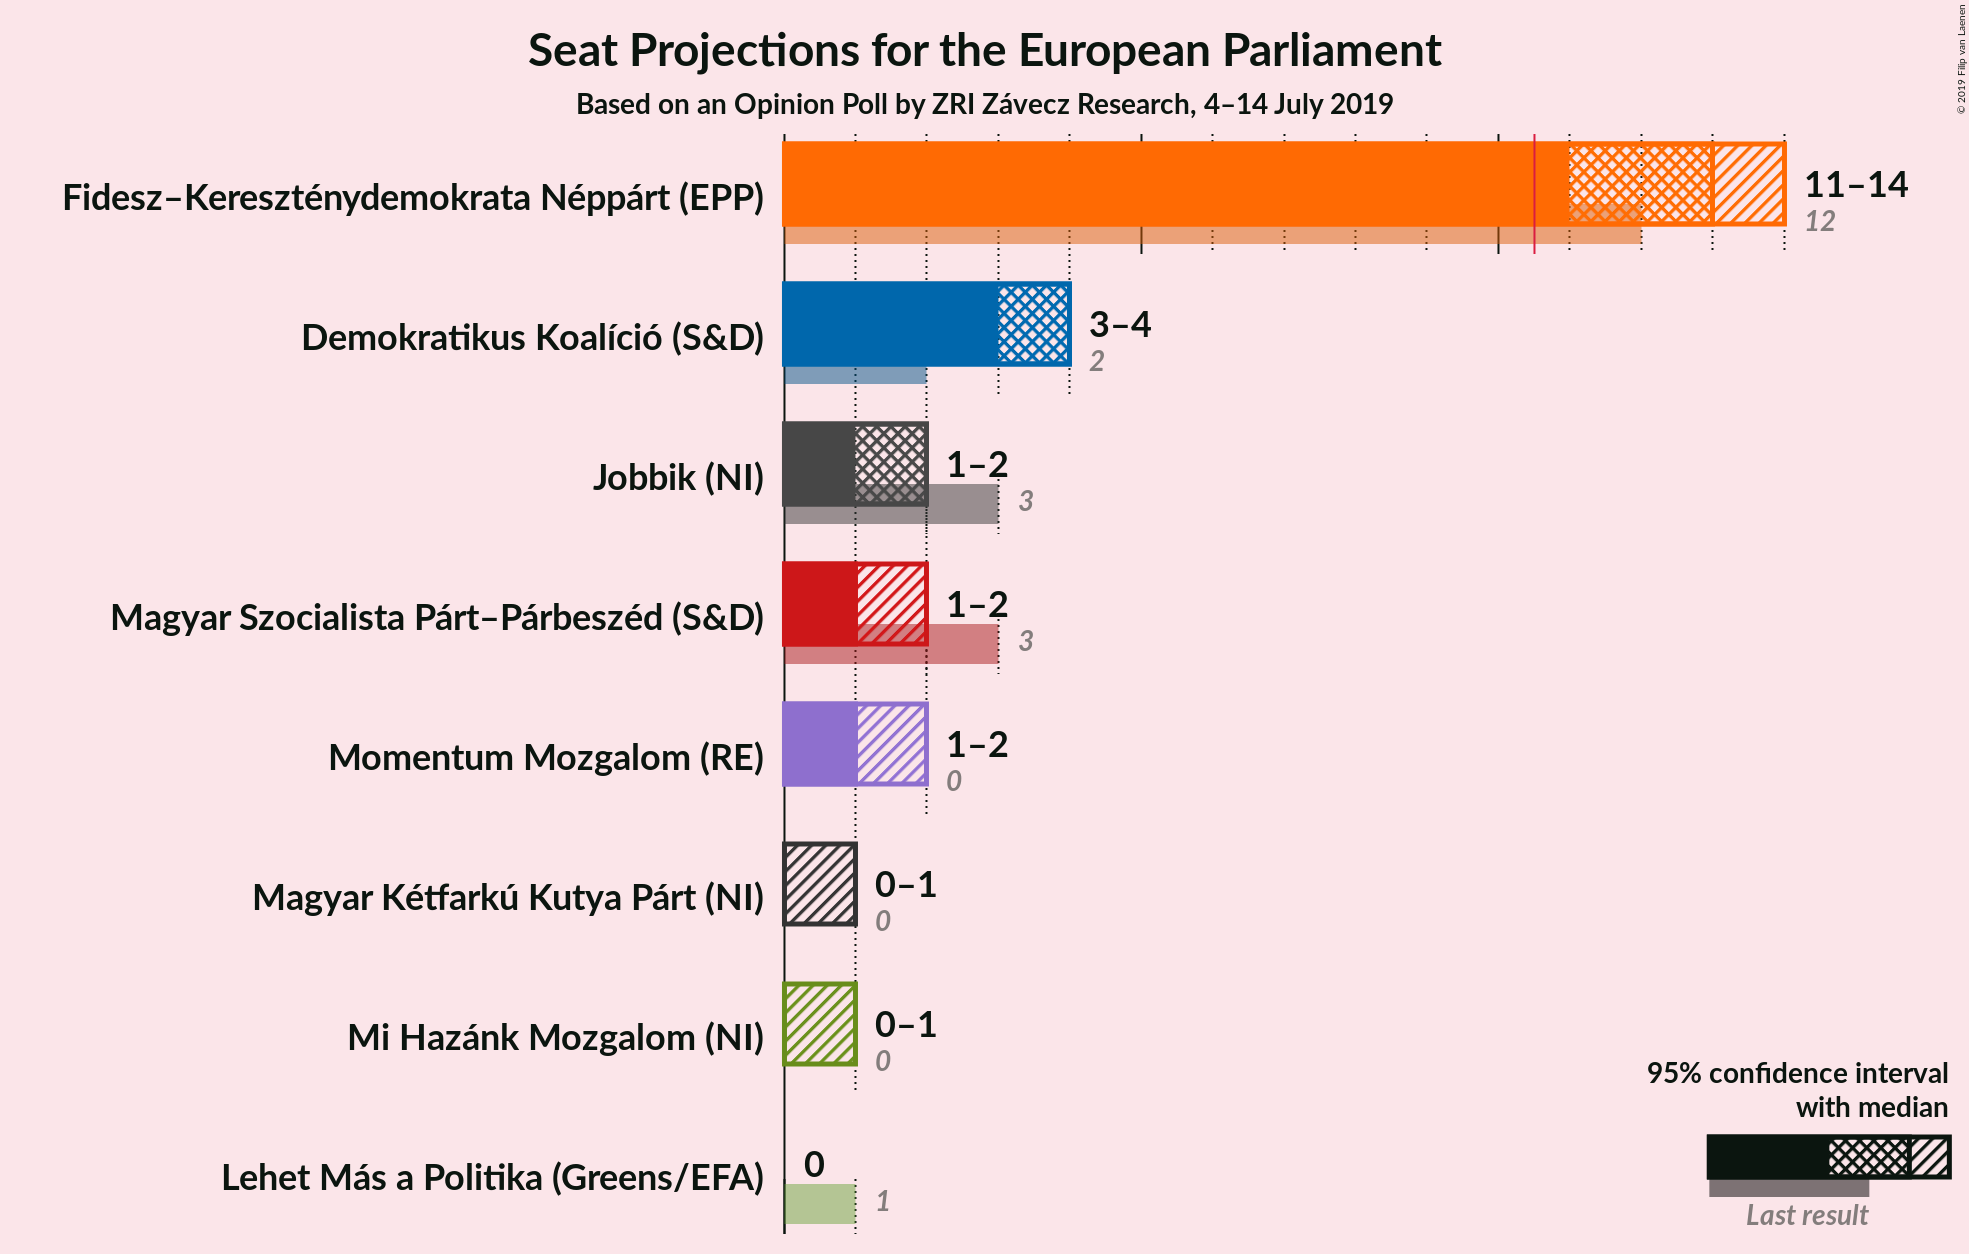 Seat Projections for the European Parliament
Based on an Opinion Poll by ZRI Závecz Research, 4–14 July 2019
© 2019 Filip van Laenen
Fidesz–Kereszténydemokrata Néppárt (EPP)
11–14
12
Demokratikus Koalíció (S&D)
3–4
2
Jobbik (NI)
1–2
3
Magyar Szocialista Párt–Párbeszéd (S&D)
1–2
3
Momentum Mozgalom (RE)
1–2
0
Magyar Kétfarkú Kutya Párt (NI)
0–1
0
Mi Hazánk Mozgalom (NI)
0–1
0
Lehet Más a Politika (Greens/EFA)
0
1
95% confidence interval
with median
Last result